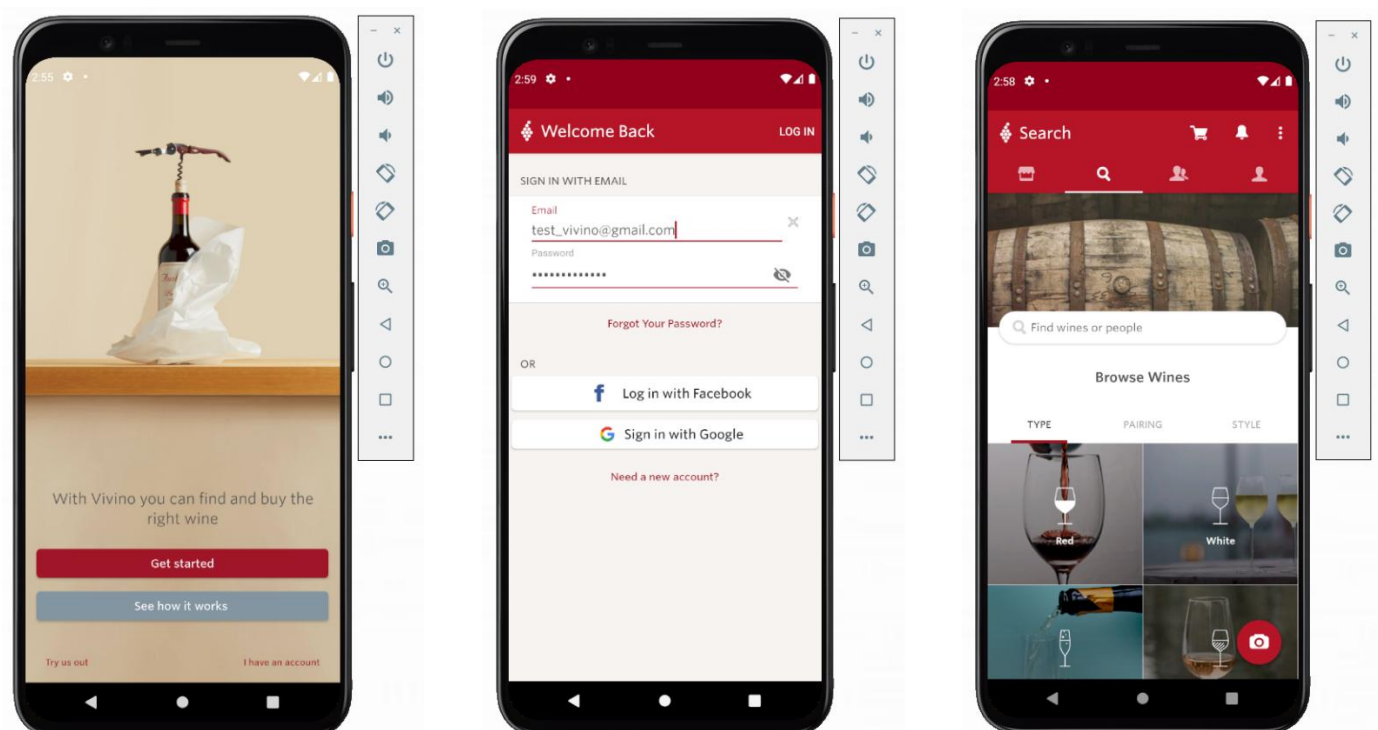 2:55
With Vivino you can find and buy the
right wine
Get started
See how it works
Try us out
I have an account
2:59
Welcome Back
LOG IN
SIGN IN WITH EMAIL
Email
test_vivino@gmail.com
Password
Forgot Your Password?
OR
f Log in with Facebook
G Sign in with Google
Need a new account?
2:58
Search
Find wines or people
Browse Wines
TYPE PAIRING STYLE
Red White